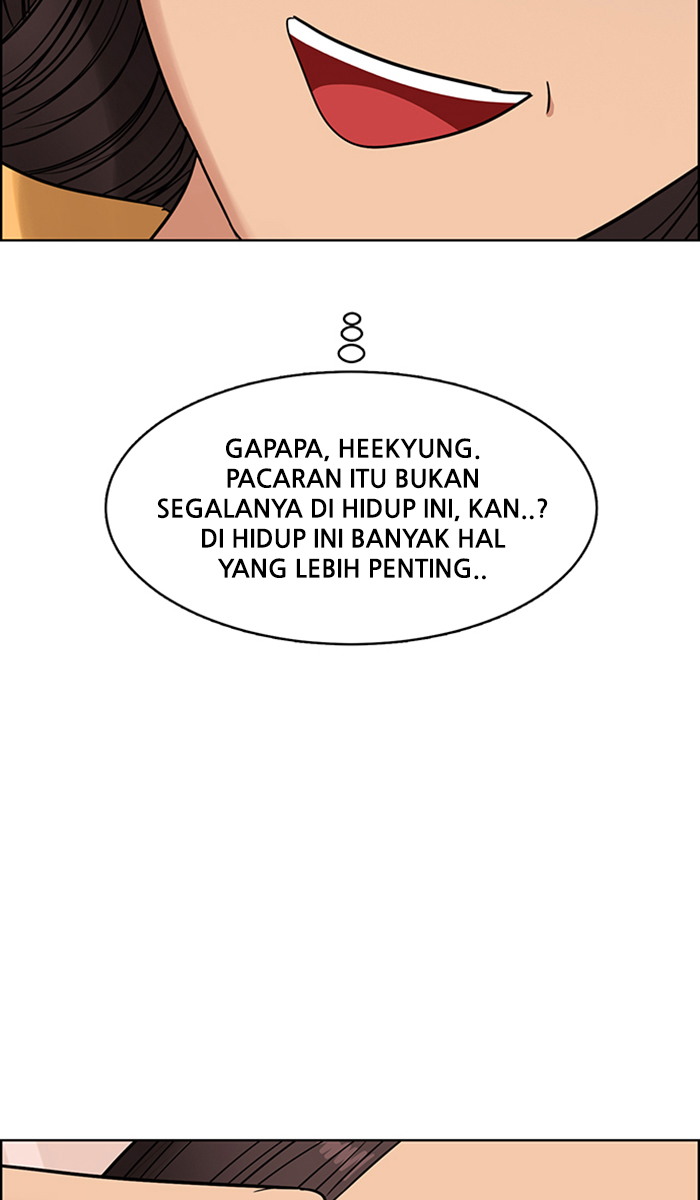 GAPAPA, HEEKYUNG.
PACARAN ITU BUKAN
SEGALANYA DI HIDUP INI, KAN..?
DI HIDUP INI BANYAK HAL
YANG LEBIH PENTING..